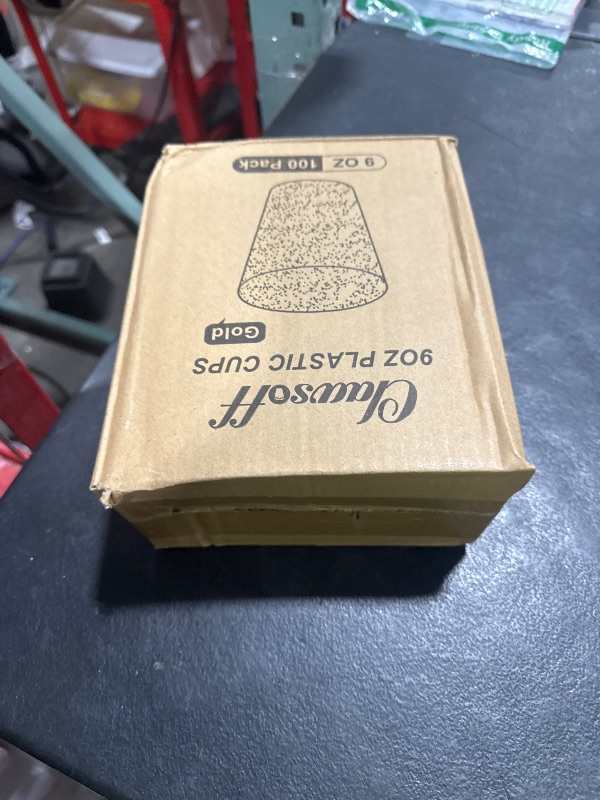 Clawsoff
9OZ PLASTIC CUPS
Gold
9 OZ 100 Pack